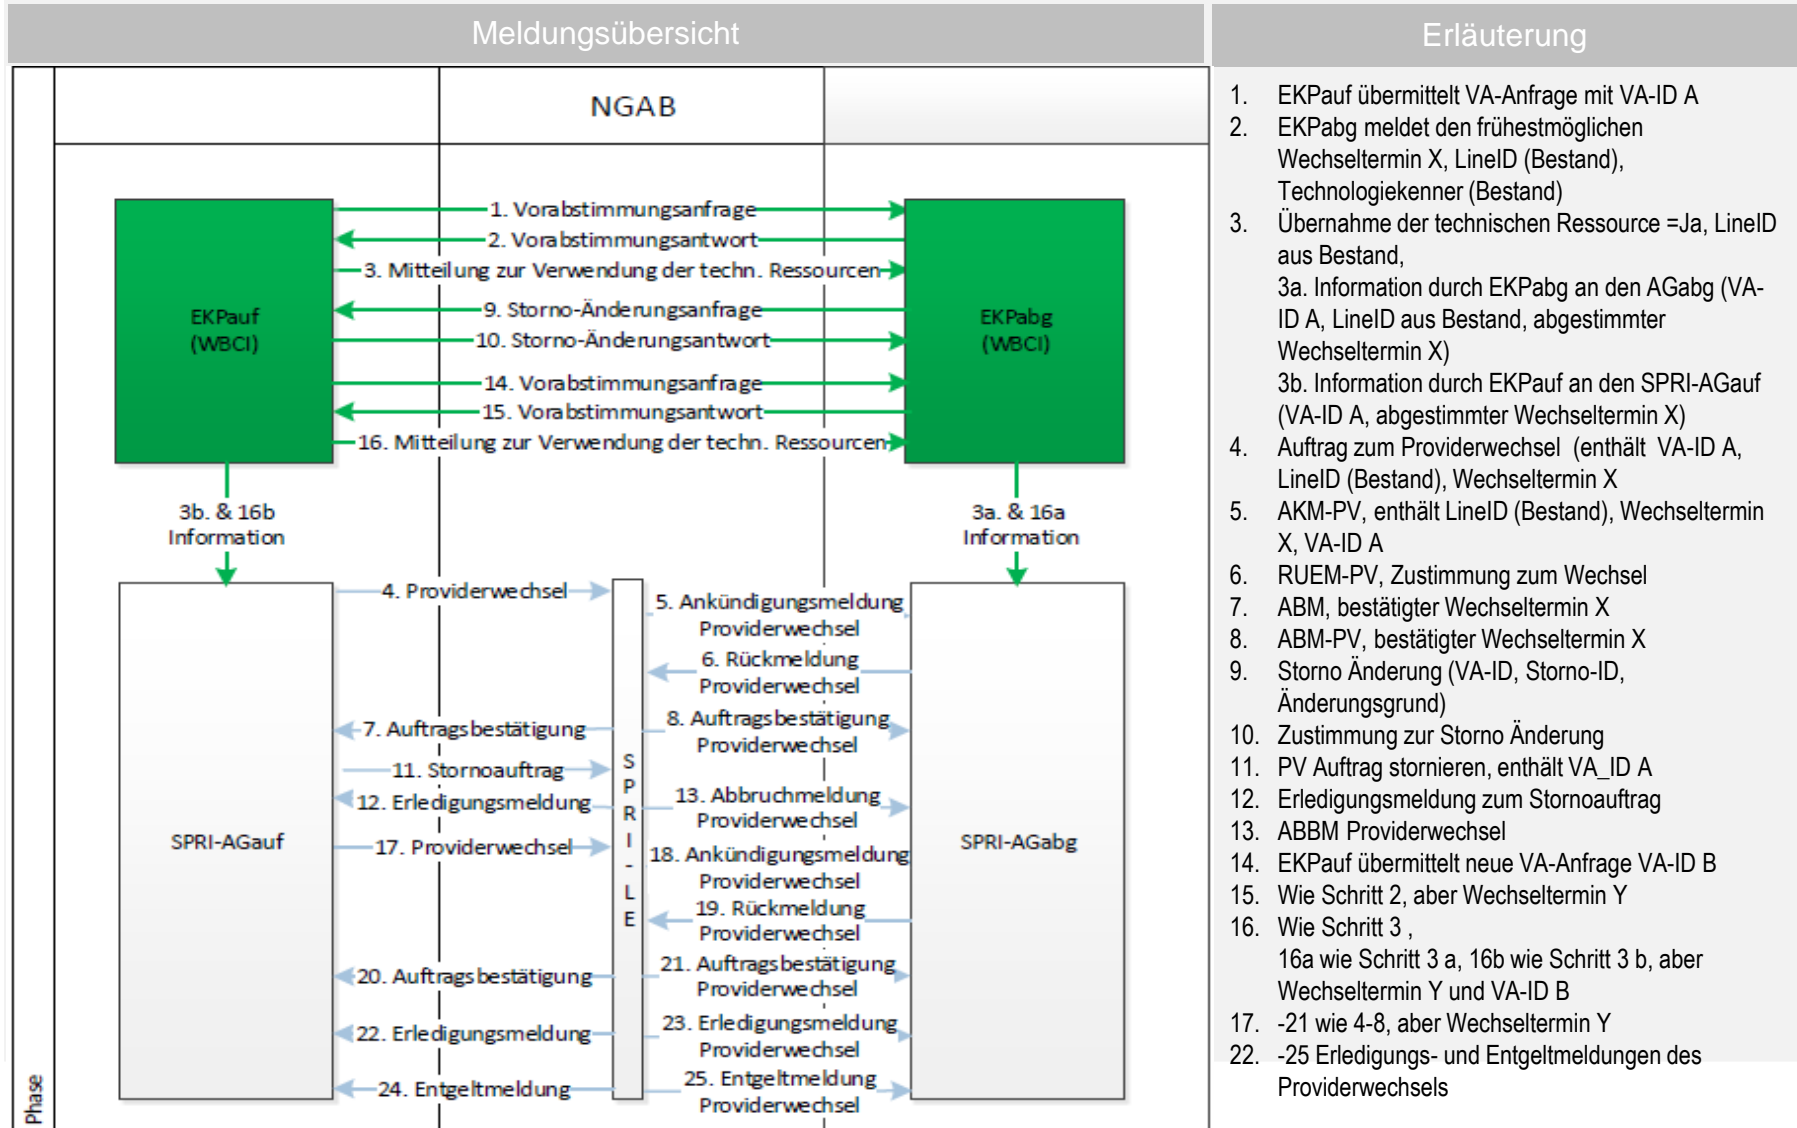 Meldungsübersicht
Erläuterung
NGAB
1. Vorabstimmungsanfrage
2. Vorabstimmungsantwort
3. Mitteilung zur Verwendung der techn. Ressourcen
9. Storno-Änderungsanfrage
10. Storno-Änderungsantwort
14. Vorabstimmungsanfrage
15. Vorabstimmungsantwort
16. Mitteilung zur Verwendung der techn. Ressourcen
EKPauf
(WBCI)
EKPabg
(WBCI)
3b. & 16b
Information
3a. & 16a
Information
4. Providerwechsel
5. Ankündigungsmeldung
Providerwechsel
6. Rückmeldung
Providerwechsel
7. Auftragsbestätigung
8. Auftragsbestätigung
Providerwechsel
11. Stornoauftrag
12. Erledigungsmeldung
13. Abbruchmeldung
Providerwechsel
SPRI-AGauf
S
P
R
I
-
L
E
SPRI-AGabg
17. Providerwechsel
18. Ankündigungsmeldung
Providerwechsel
19. Rückmeldung
Providerwechsel
20. Auftragsbestätigung
21. Auftragsbestätigung
Providerwechsel
22. Erledigungsmeldung
23. Erledigungsmeldung
Providerwechsel
24. Entgeltmeldung
25. Entgeltmeldung
Providerwechsel
Phase
1. EKPauf übermittelt VA-Anfrage mit VA-ID A
2. EKPabg meldet den frühestmöglichen
Wechseltermin X, LineID (Bestand),
Technologiekenner (Bestand)
3. Übernahme der technischen Ressource =Ja, LineID
aus Bestand,
3a. Information durch EKPabg an den AGabg (VA-
ID A, LineID aus Bestand, abgestimmter
Wechseltermin X)
3b. Information durch EKPauf an den SPRI-AGauf
(VA-ID A, abgestimmter Wechseltermin X)
4. Auftrag zum Providerwechsel (enthält VA-ID A,
LineID (Bestand), Wechseltermin X
5. AKM-PV, enthält LineID (Bestand), Wechseltermin
X, VA-ID A
6. RUEM-PV, Zustimmung zum Wechsel
7. ABM, bestätigter Wechseltermin X
8. ABM-PV, bestätigter Wechseltermin X
9. Storno Änderung (VA-ID, Storno-ID,
Änderungsgrund)
10. Zustimmung zur Storno Änderung
11. PV Auftrag stornieren, enthält VA_ID A
12. Erledigungsmeldung zum Stornoauftrag
13. ABBM Providerwechsel
14. EKPauf übermittelt neue VA-Anfrage VA-ID B
15. Wie Schritt 2, aber Wechseltermin Y
16. Wie Schritt 3 ,
16a wie Schritt 3 a, 16b wie Schritt 3 b, aber
Wechseltermin Y und VA-ID B
17. -21 wie 4-8, aber Wechseltermin Y
22. -25 Erledigungs- und Entgeltmeldungen des
Providerwechsels